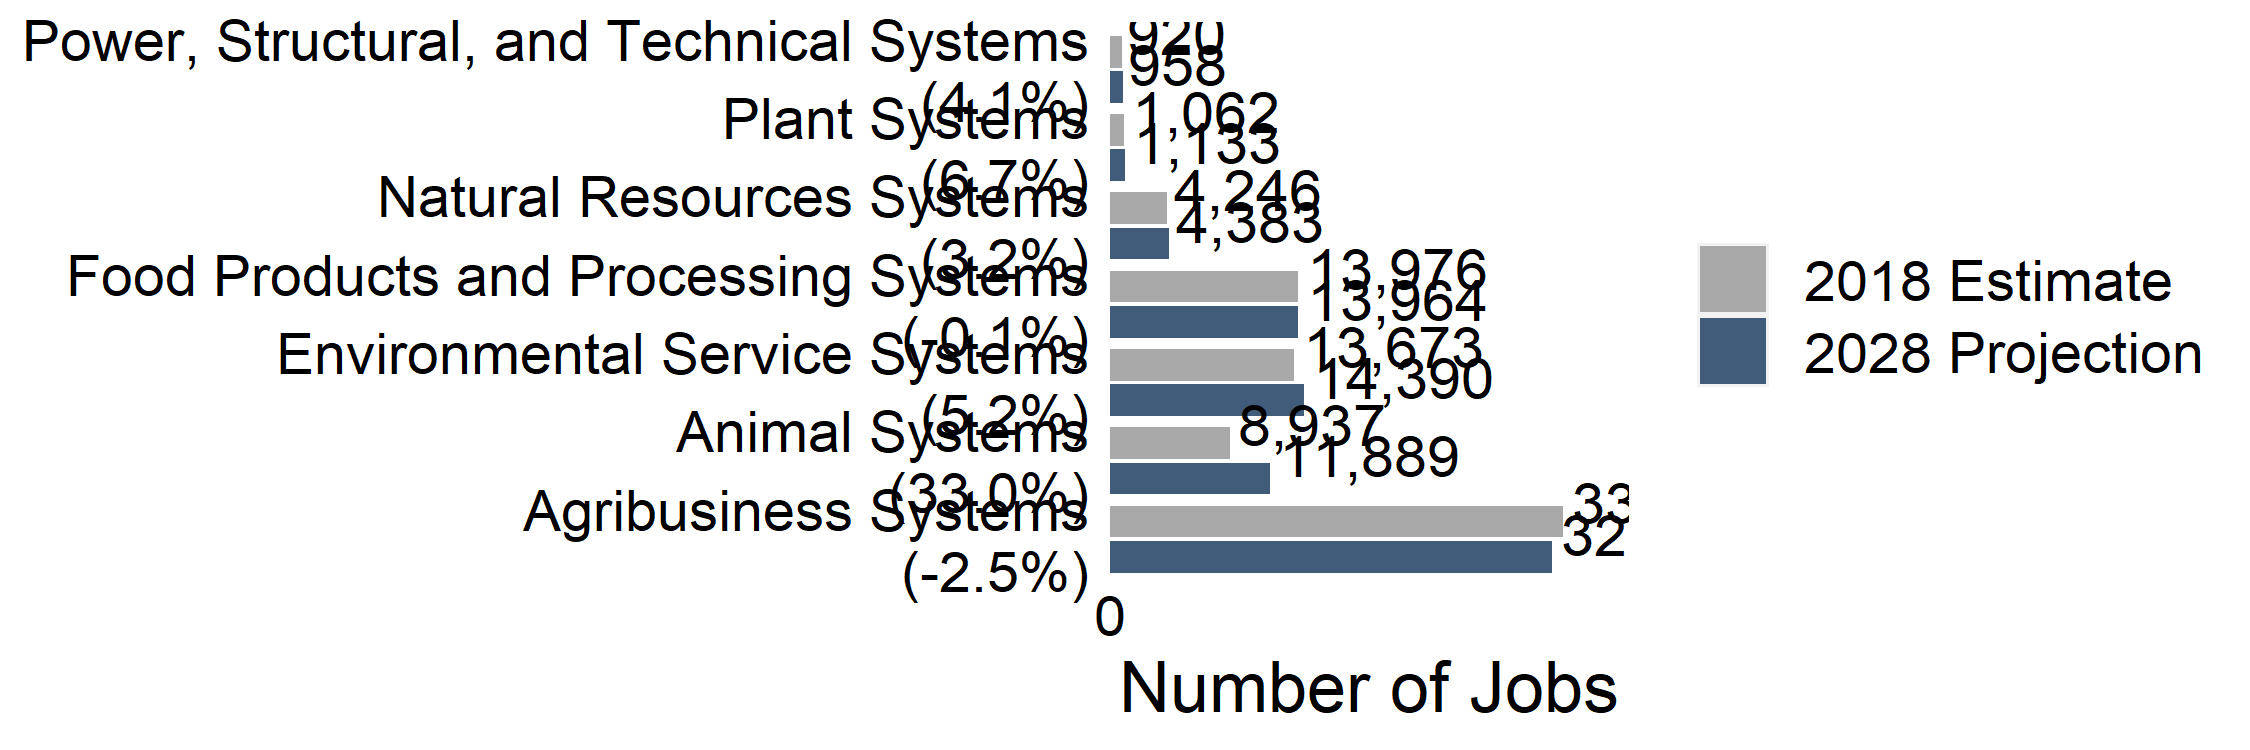 Power, Structural, and Technical Systems
(4.1%)
920
958
Plant Systems
(6.7%)
1,062
1,133
Natural Resources Systems
(3.2%)
4,246
4,383
Food Products and Processing Systems
(-0.1%)
13,976
13,964
Environmental Service Systems
(5.2%)
13,673
14,390
Animal Systems
(33.0%)
8,937
11,889
Agribusiness Systems
(-2.5%)
33
32
0
Number of Jobs
2018 Estimate
2028 Projection